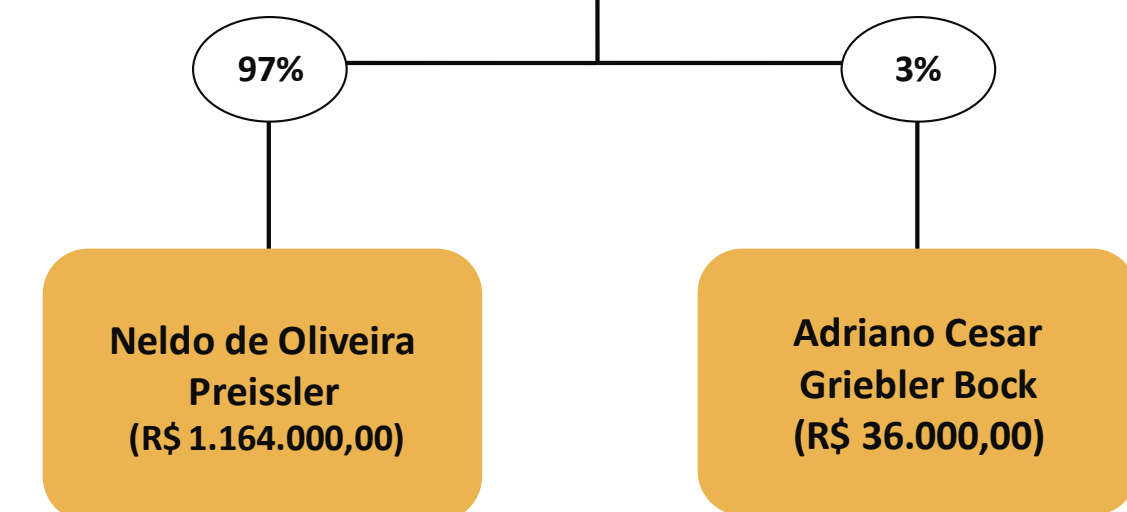 97%
3%
Neldo de Oliveira
Preissler
(R$ 1.164.000,00)
Adriano Cesar
Griebler Bock
(R$ 36.000,00)